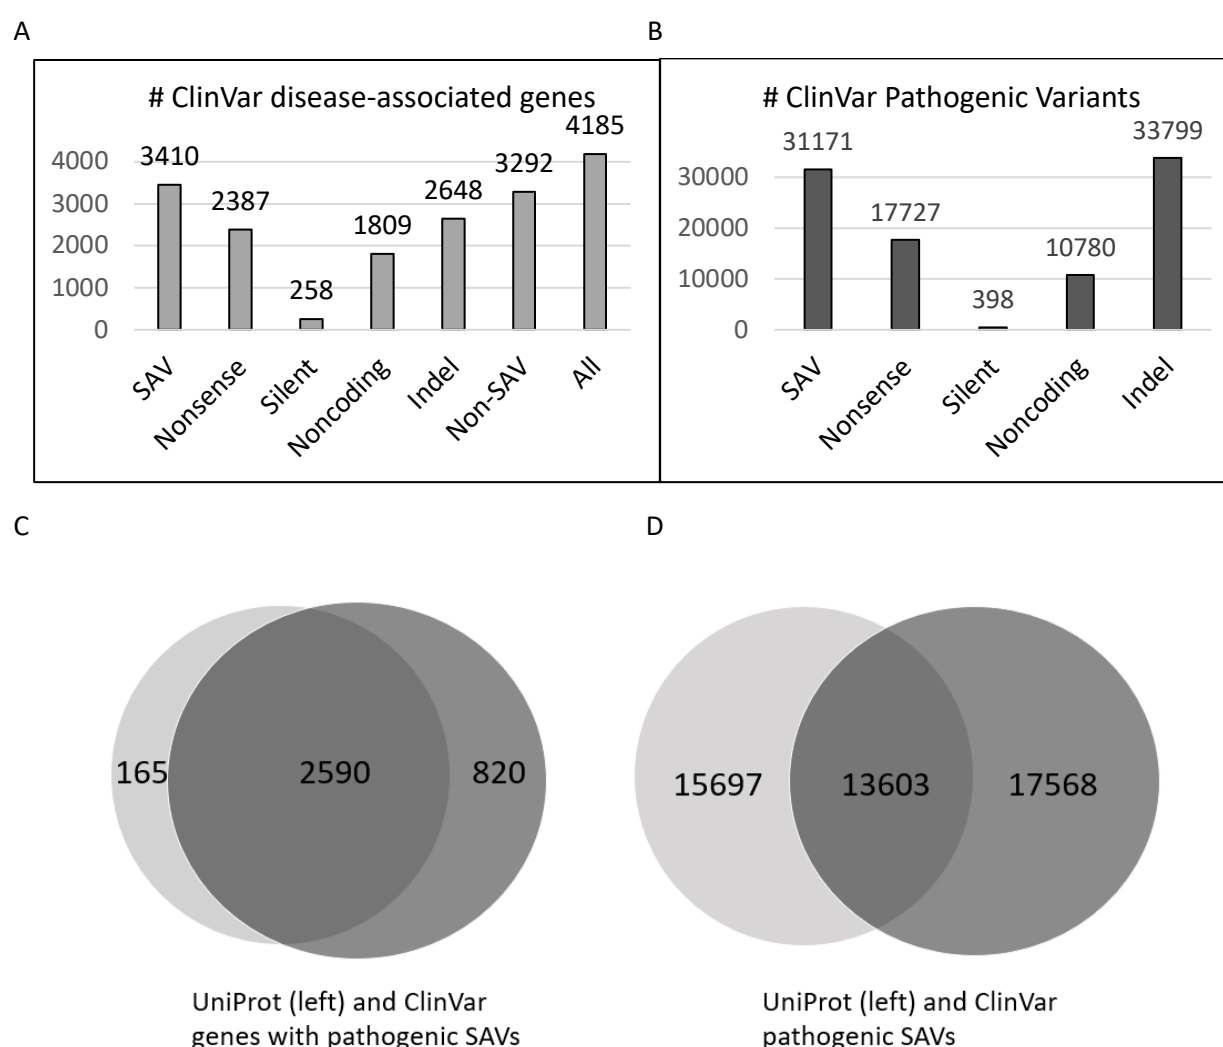 A
B
# ClinVar disease-associated genes
4185
4000
3410
3292
3000
2648
2387
2000
1809
1000
258
0
SAV
Nonsense
Silent
Noncoding
Indel
Non-SAV
All
# ClinVar Pathogenic Variants
33799
31171
30000
17727
20000
10780
10000
398
0
SAV
Nonsense
Silent
Noncoding
Indel
C
D
165
2590
820
15697
13603
17568
UniProt (left) and ClinVar
genes with pathogenic SAVs
UniProt (left) and ClinVar
pathogenic SAVs